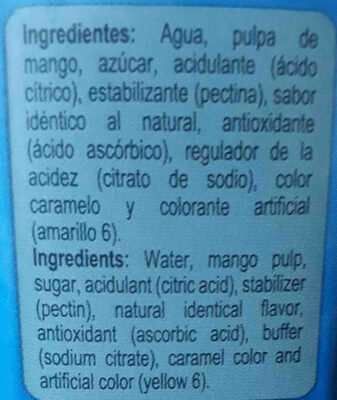 Ingredientes: Agua, pulpa de
mango, azúcar, acidulante (ácido
cítrico), estabilizante (pectina), sabor
idéntico al natural, antioxidante
(ácido ascórbico), regulador de la
acidez (citrato de sodio), color
caramelo y colorante artificial
(amarillo 6).
Ingredients: Water, mango pulp,
sugar, acidulant (citric acid), stabilizer
(pectin), natural identical flavor,
antioxidant (ascorbic acid), buffer
(sodium citrate), caramel color and
artificial color (yellow 6).